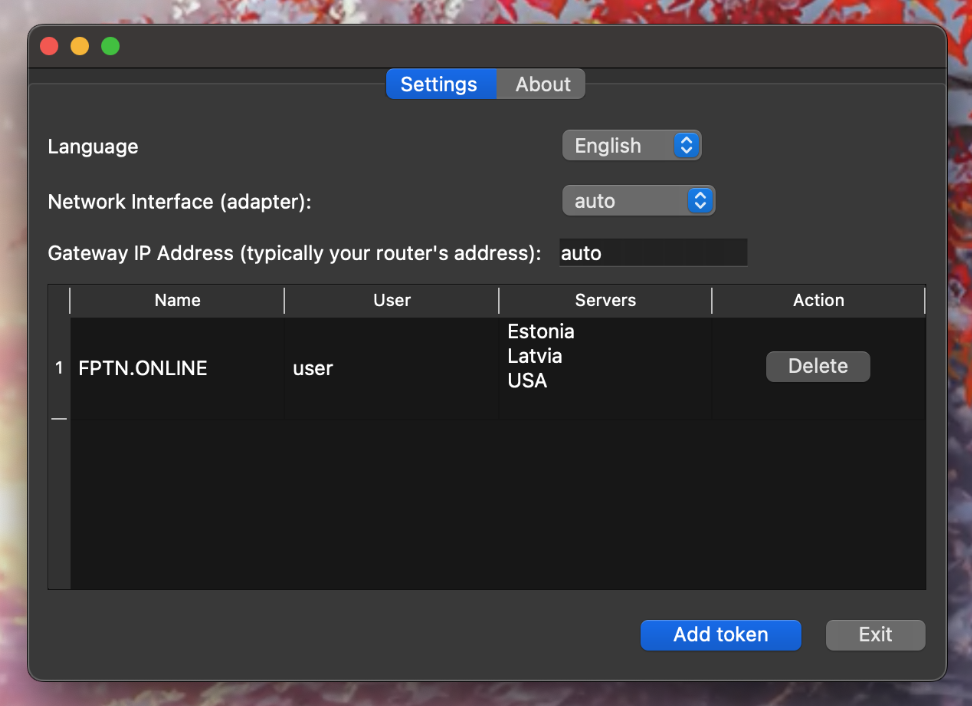 Settings About
Language English
Network Interface (adapter): auto
Gateway IP Address (typically your router's address): auto
Name User Servers Action
1 FPTN.ONLINE user Estonia
Latvia
USA
Delete
Add token Exit